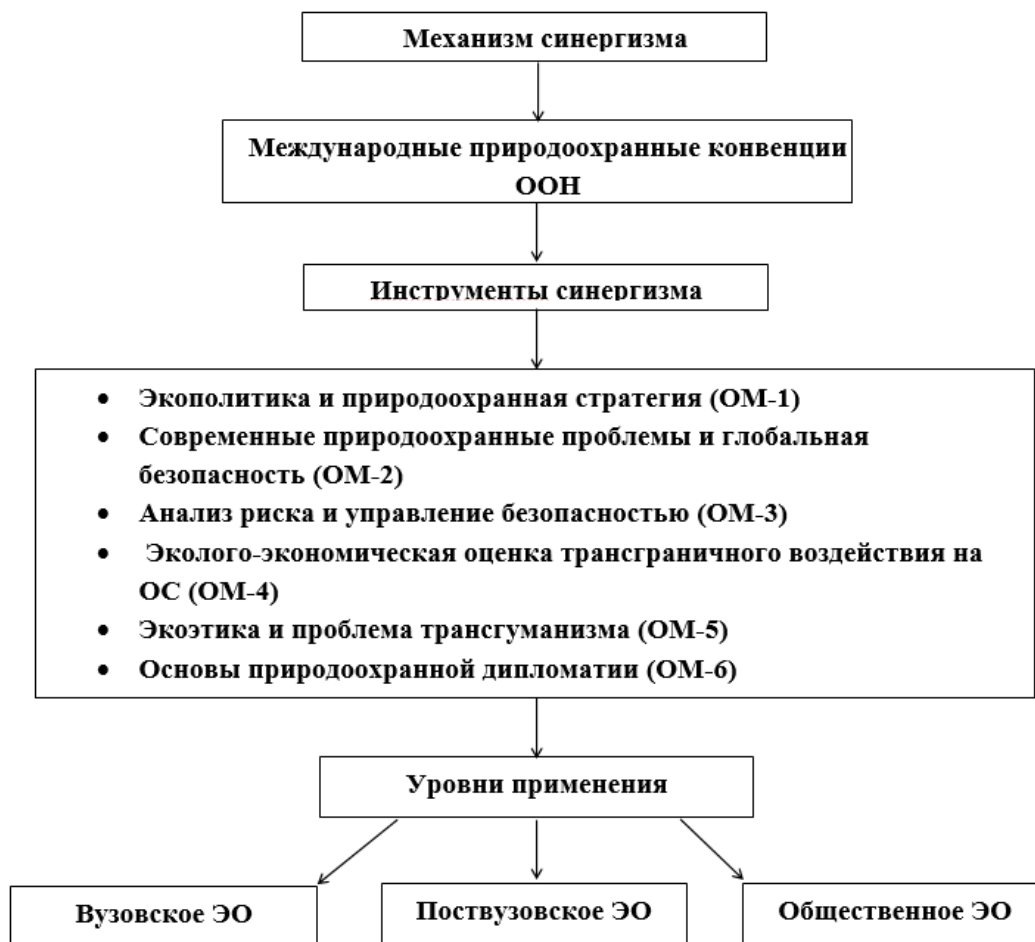 Механизм синергизма
Международные природоохранные конвенции
ООН
Инструменты синергизма
• Экополитика и природоохранная стратегия (ОМ-1)
• Современные природоохранные проблемы и глобальная
безопасность (ОМ-2)
• Анализ риска и управление безопасностью (ОМ-3)
• Эколого-экономическая оценка трансграничного воздействия на
ОС (ОМ-4)
• Экоэтика и проблема трансгуманизма (ОМ-5)
• Основы природоохранной дипломатии (ОМ-6)
Уровни применения
Вузовское ЭО
Поствузовское ЭО
Общественное ЭО